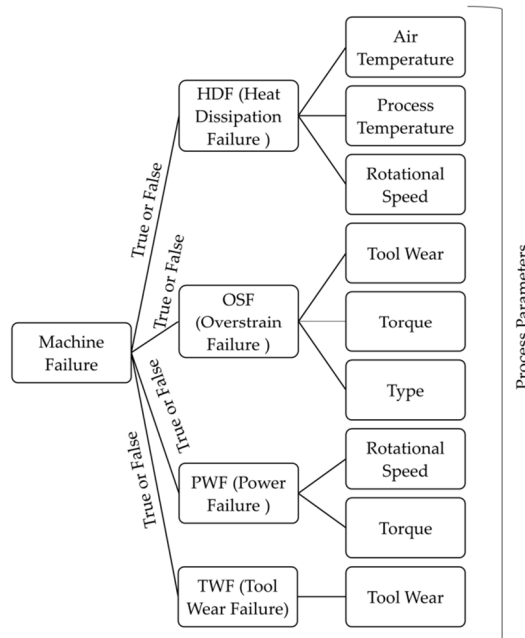 Air
Temperature
HDF (Heat
Dissipation
Failure )
Process
Temperature
Rotational
Speed
True or False
Tool Wear
True or False
OSF
(Overstrain
Failure )
Torque
Machine
Failure
Type
True or False
True or False
Rotational
Speed
PWF (Power
Failure )
Torque
TWF (Tool
Wear Failure)
Tool Wear
Process Parameters